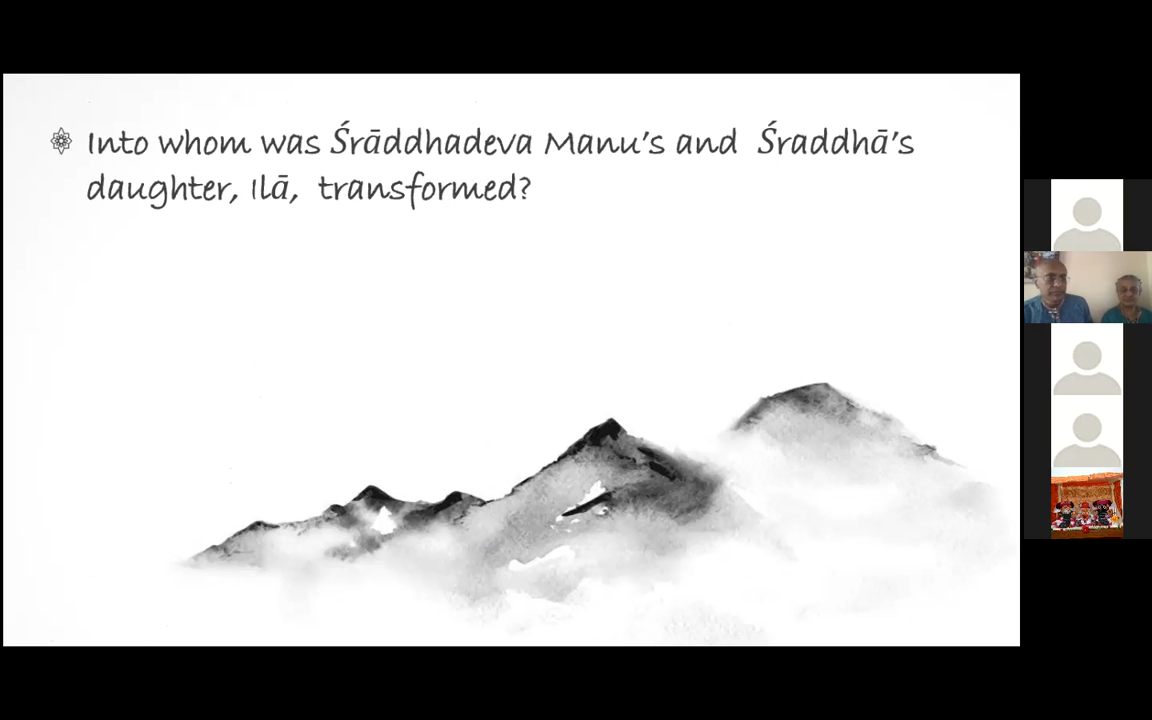 Into whom was Śrāddhadeva Manu's and Śraddhā's
daughter, Ilā, transformed?